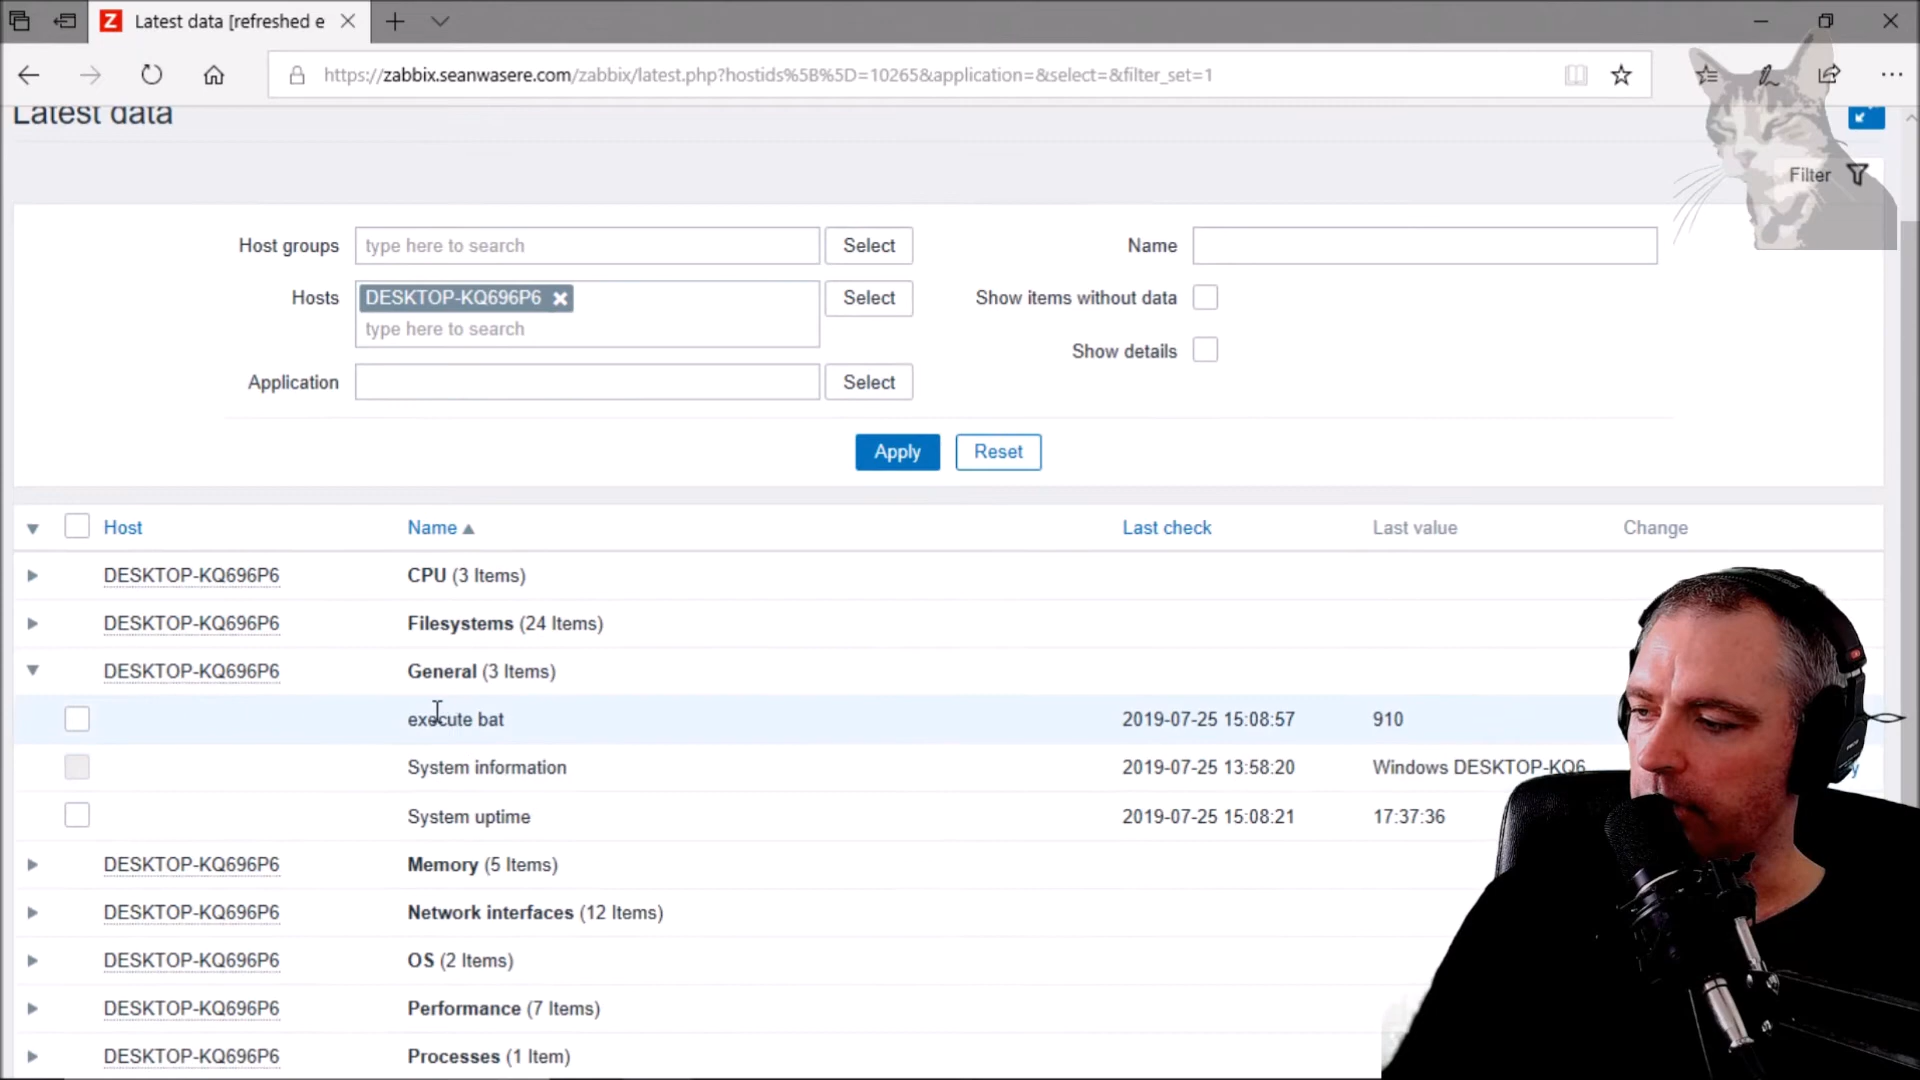 Latest data [refreshed e
https://zabbix.seanwasere.com/zabbix/latest.php?hostids%5B%5D=10265&application=&select=&filter_set=1
Latest data
Filter
Host groups type here to search Select Name
Hosts DESKTOP-KQ696P6 Select Show items without data
type here to search
Show details
Application Select
Apply Reset
Host Name Last check Last value Change
DESKTOP-KQ696P6 CPU (3 Items)
DESKTOP-KQ696P6 Filesystems (24 Items)
DESKTOP-KQ696P6 General (3 Items)
execute bat 2019-07-25 15:08:57 910
System information 2019-07-25 13:58:20 Windows DESKTOP-KQ6
System uptime 2019-07-25 15:08:21 17:37:36
DESKTOP-KQ696P6 Memory (5 Items)
DESKTOP-KQ696P6 Network interfaces (12 Items)
DESKTOP-KQ696P6 OS (2 Items)
DESKTOP-KQ696P6 Performance (7 Items)
DESKTOP-KQ696P6 Processes (1 Item)